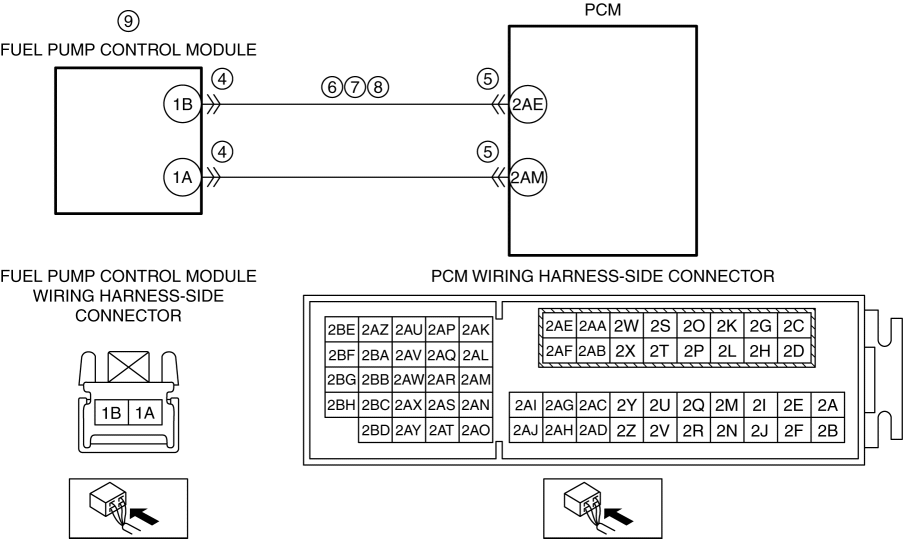 PCM
⑨
FUEL PUMP CONTROL MODULE
④ ⑥⑦⑧ ⑤
1B 2AE
④ ⑤
1A 2AM
FUEL PUMP CONTROL MODULE
WIRING HARNESS-SIDE
CONNECTOR
PCM WIRING HARNESS-SIDE CONNECTOR
1B 1A
2BE 2AZ 2AU 2AP 2AK
2BF 2BA 2AV 2AQ 2AL
2BG 2BB 2AW 2AR 2AM
2BH 2BC 2AX 2AS 2AN
2BD 2AY 2AT 2AO
2AE 2AA 2W 2S 2O 2K 2G 2C
2AF 2AB 2X 2T 2P 2L 2H 2D
2AI 2AG 2AC 2Y 2U 2Q 2M 2I 2E 2A
2AJ 2AH 2AD 2Z 2V 2R 2N 2J 2F 2B